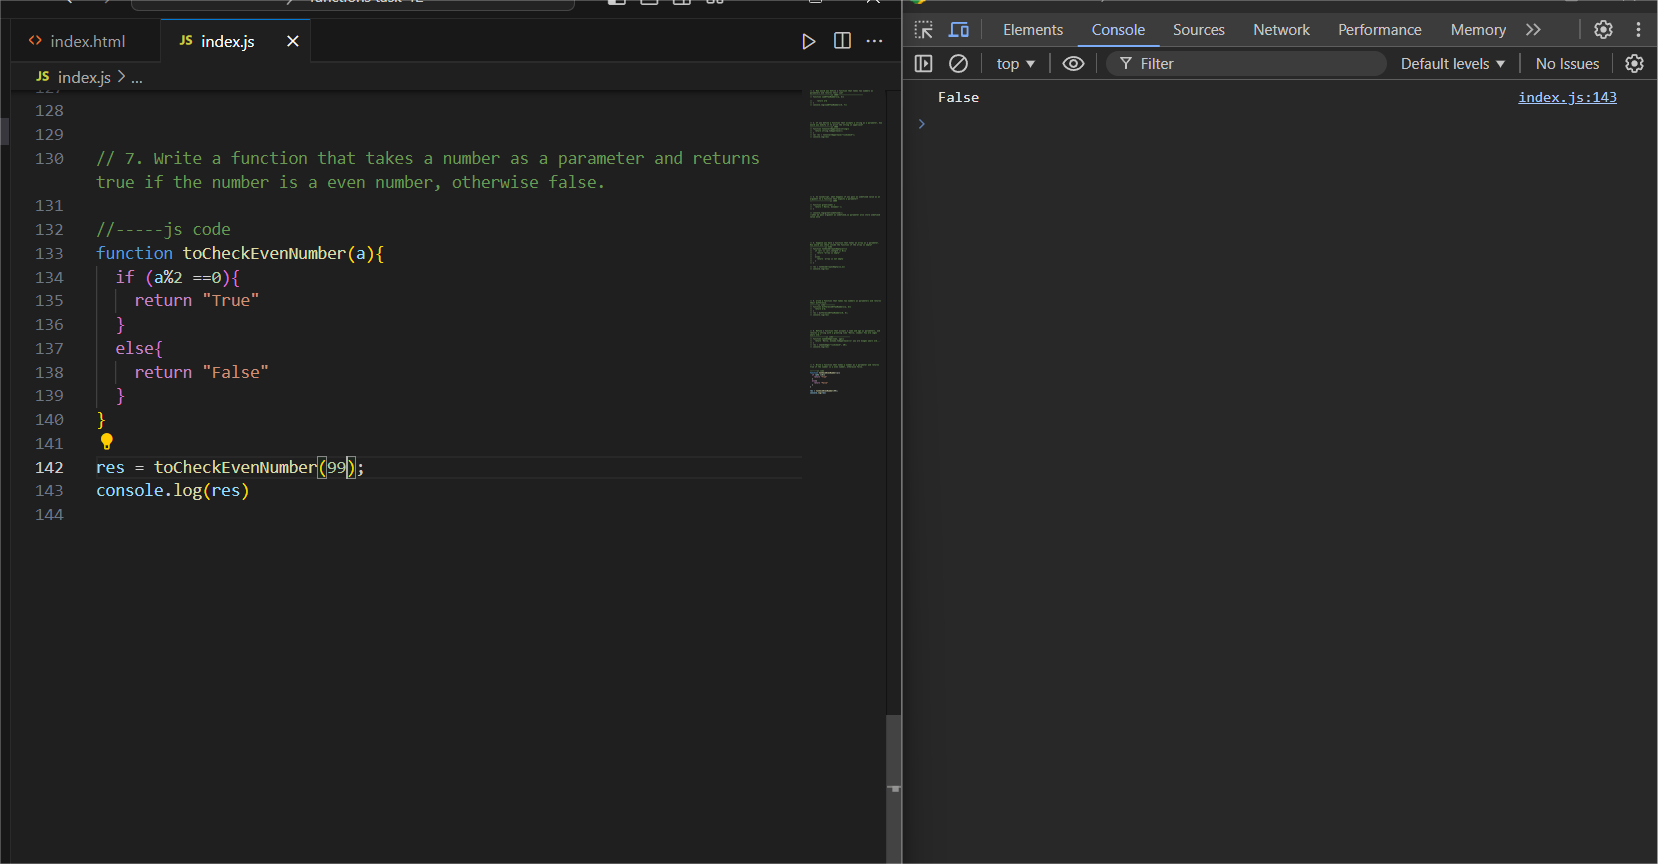 index.html
JS index.js
JS index.js > ...
128
129
130 // 7. Write a function that takes a number as a parameter and returns
true if the number is a even number, otherwise false.
131
132 //-----js code
133 function toCheckEvenNumber(a){
134 if (a%2 ==0){
135 return "True"
136 }
137 else{
138 return "False"
139 }
140 }
141
142 res = toCheckEvenNumber(99);
143 console.log(res)
144
Elements Console Sources Network Performance Memory
top Filter Default levels No Issues
False index.js:143